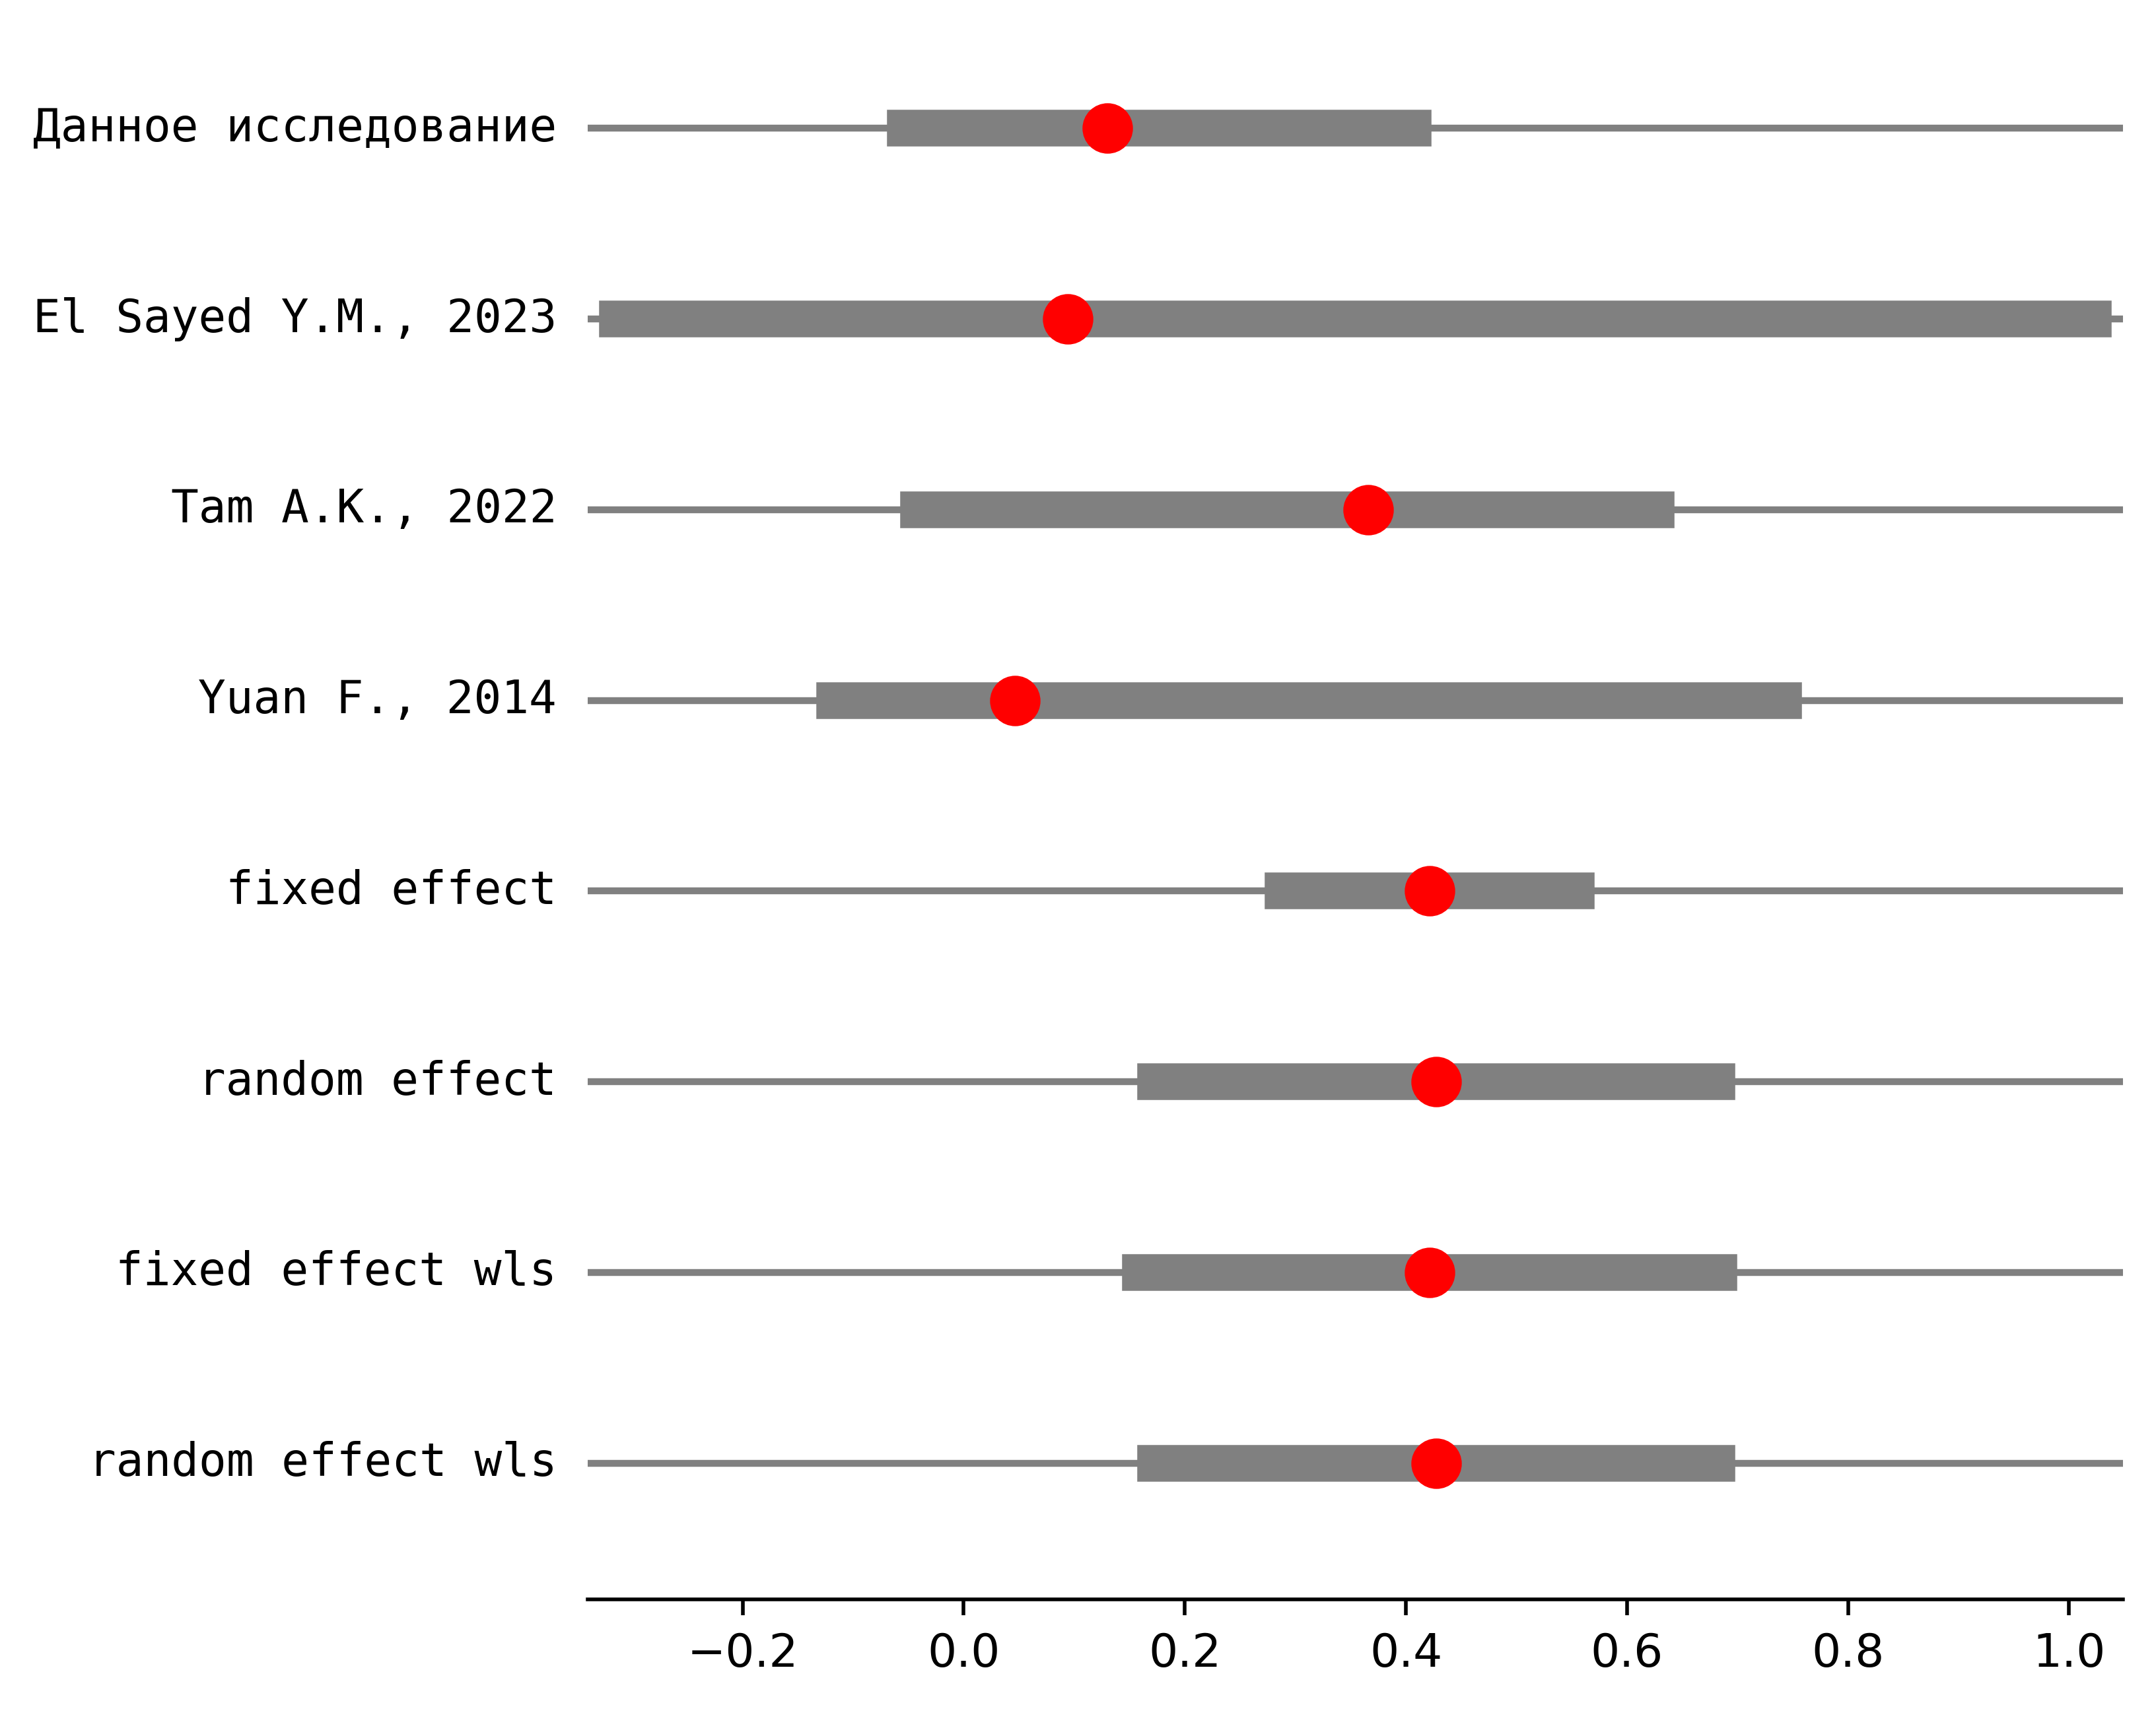 Данное исследование
El Sayed Y.M., 2023
Tam A.K., 2022
Yuan F., 2014
fixed effect
random effect
fixed effect wls
random effect wls
−0.2 0.0 0.2 0.4 0.6 0.8 1.0